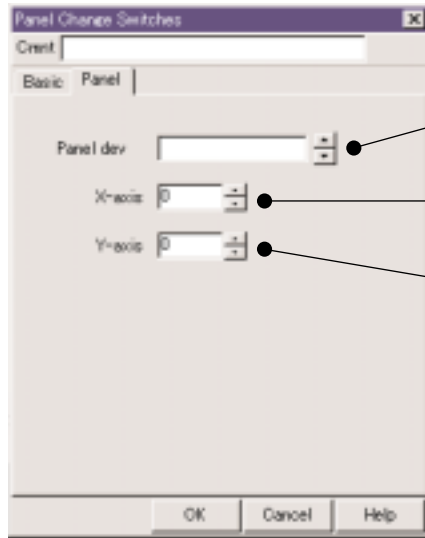 Panel Change Switches
Cmnt
Basic Panel
Panel dev
X-axis 0
Y-axis 0
OK Cancel Help